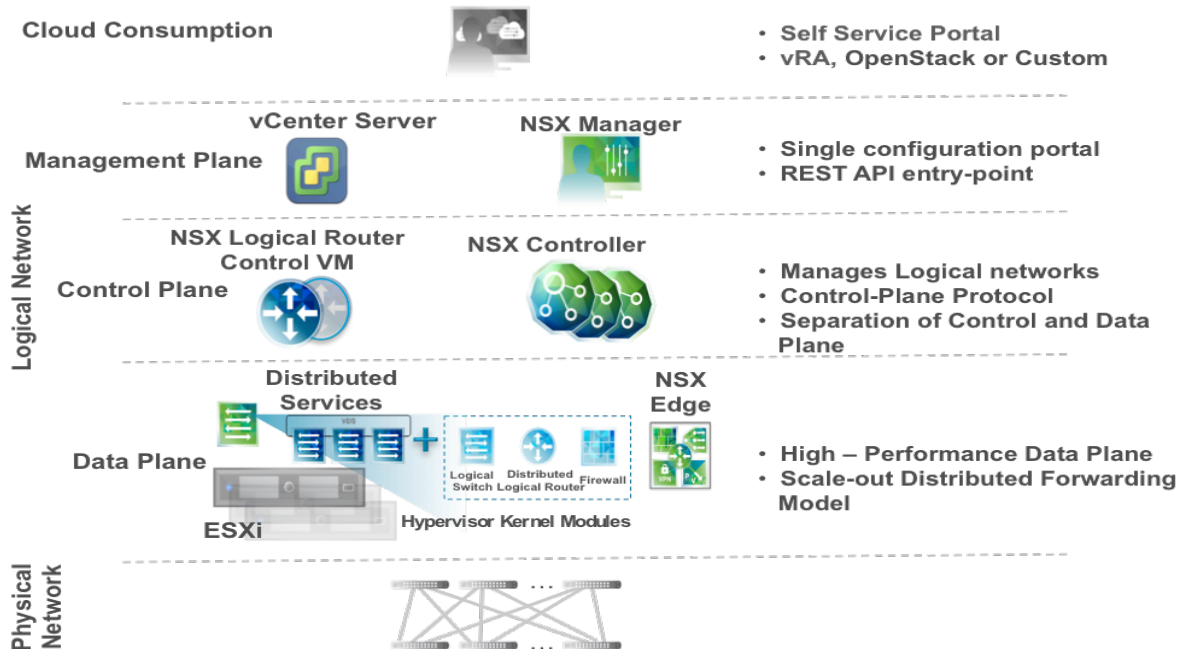 Cloud Consumption
• Self Service Portal
• vRA, OpenStack or Custom
vCenter Server
NSX Manager
Management Plane
• Single configuration portal
• REST API entry-point
Logical Network
NSX Logical Router
Control VM
NSX Controller
Control Plane
• Manages Logical networks
• Control-Plane Protocol
• Separation of Control and Data
Plane
Distributed
Services
NSX
Edge
VDS
Data Plane
Logical
Switch
Distributed
Logical Router
Firewall
VPN
• High – Performance Data Plane
• Scale-out Distributed Forwarding
Model
ESXi
Hypervisor Kernel Modules
Physical
Network
. . .
. . .